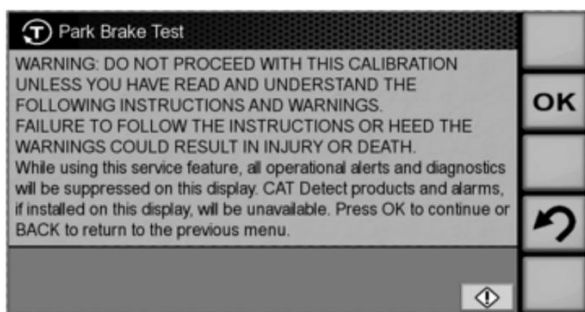 T Park Brake Test
WARNING: DO NOT PROCEED WITH THIS CALIBRATION
UNLESS YOU HAVE READ AND UNDERSTAND THE
FOLLOWING INSTRUCTIONS AND WARNINGS.
FAILURE TO FOLLOW THE INSTRUCTIONS OR HEED THE
WARNINGS COULD RESULT IN INJURY OR DEATH.
While using this service feature, all operational alerts and diagnostics
will be suppressed on this display. CAT Detect products and alarms,
if installed on this display, will be unavailable. Press OK to continue or
BACK to return to the previous menu.
OK